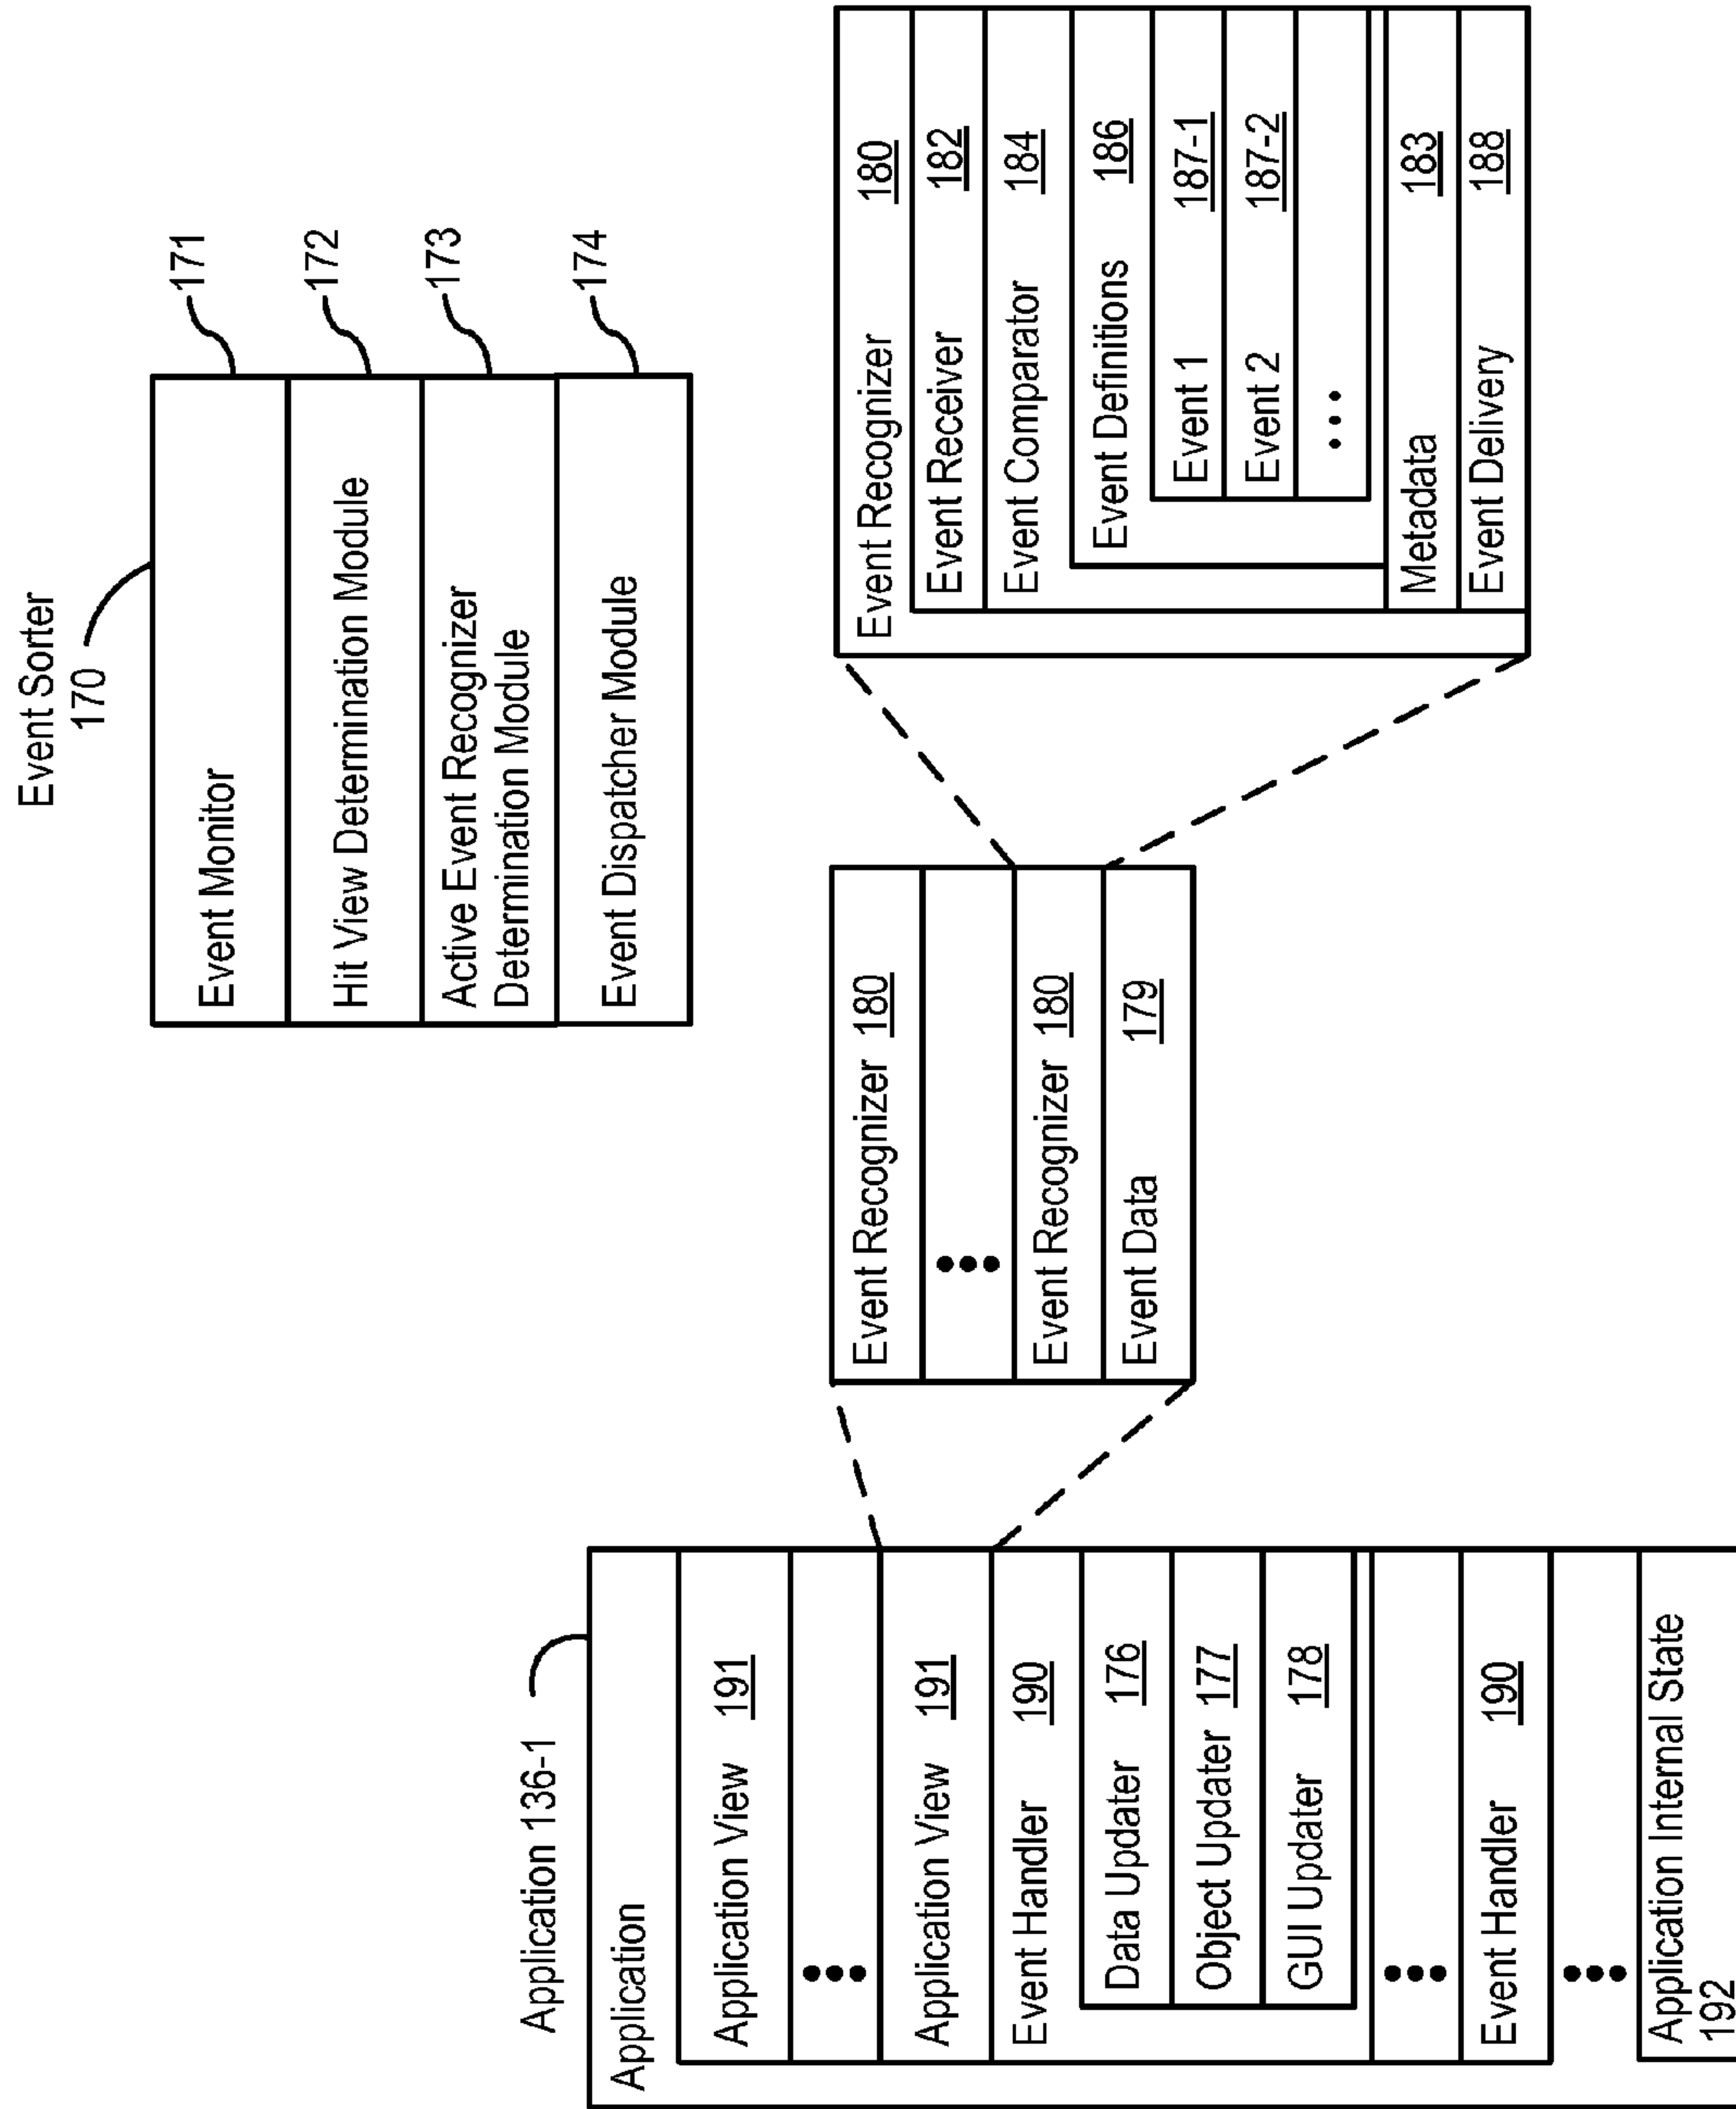 Event Sorter
170
Event Monitor
171
Hit View Determination Module
172
Active Event Recognizer
Determination Module
173
Event Dispatcher Module
174
Application 136-1
Application
Application View 191
•••
Application View 191
Event Handler 190
Data Updater 176
Object Updater 177
GUI Updater 178
•••
Event Handler 190
•••
Application Internal State
192
Event Recognizer 180
•••
Event Recognizer 180
Event Data 179
Event Recognizer 180
Event Receiver 182
Event Comparator 184
Event Definitions 186
Event 1 187-1
Event 2 187-2
•••
Metadata 183
Event Delivery 188